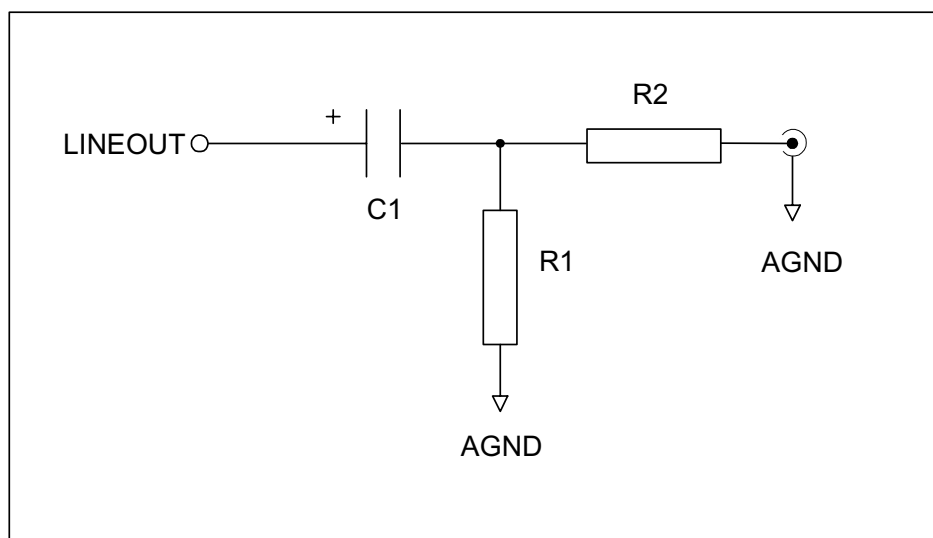 R2
+
LINEOUT
C1
R1
AGND
AGND